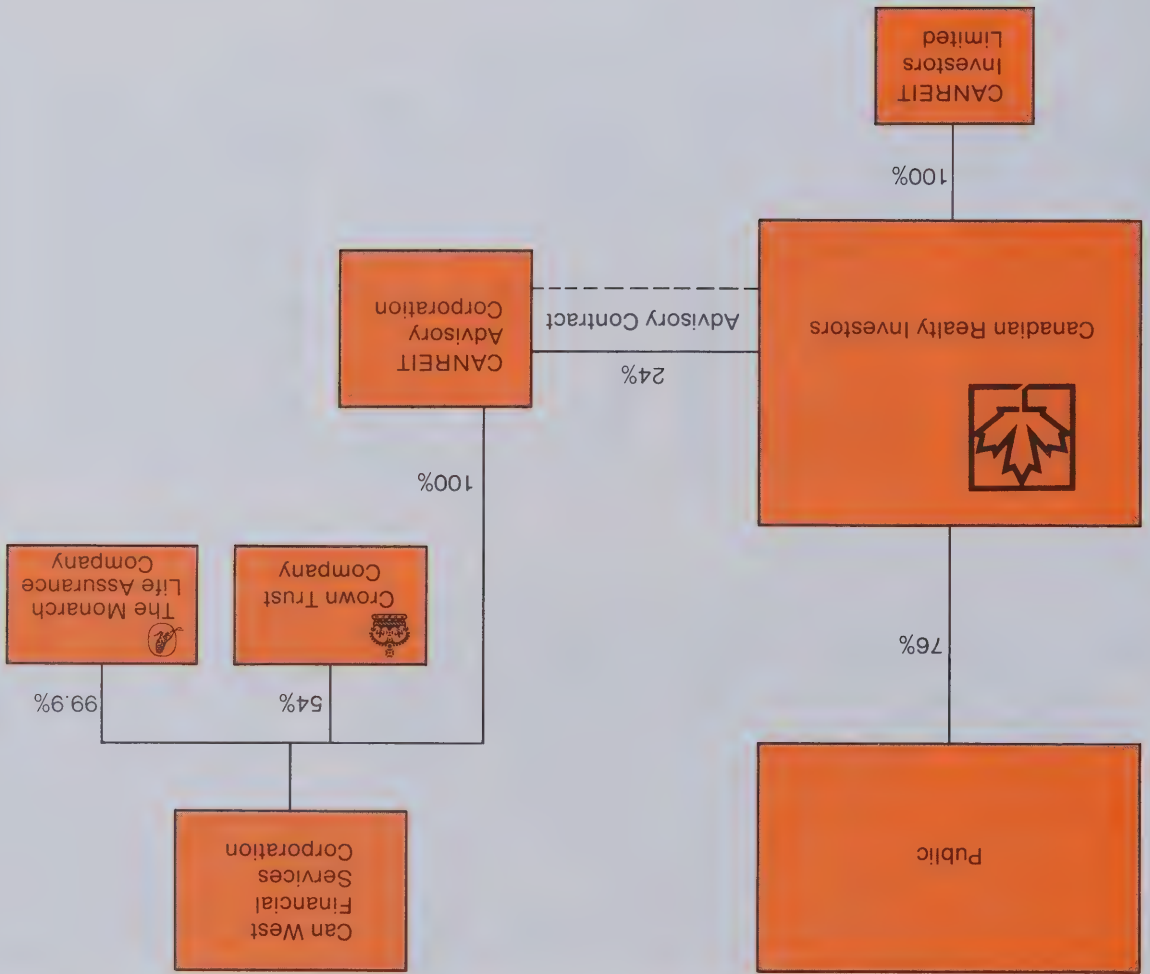 Public
Can West
Financial
Services
Corporation
76%
54%
99.9%
Crown Trust
Company
The Monarch
Life Assurance
Company
100%
Canadian Realty Investors
24%
Advisory Contract
CANREIT
Advisory
Corporation
100%
CANREIT
Investors
Limited